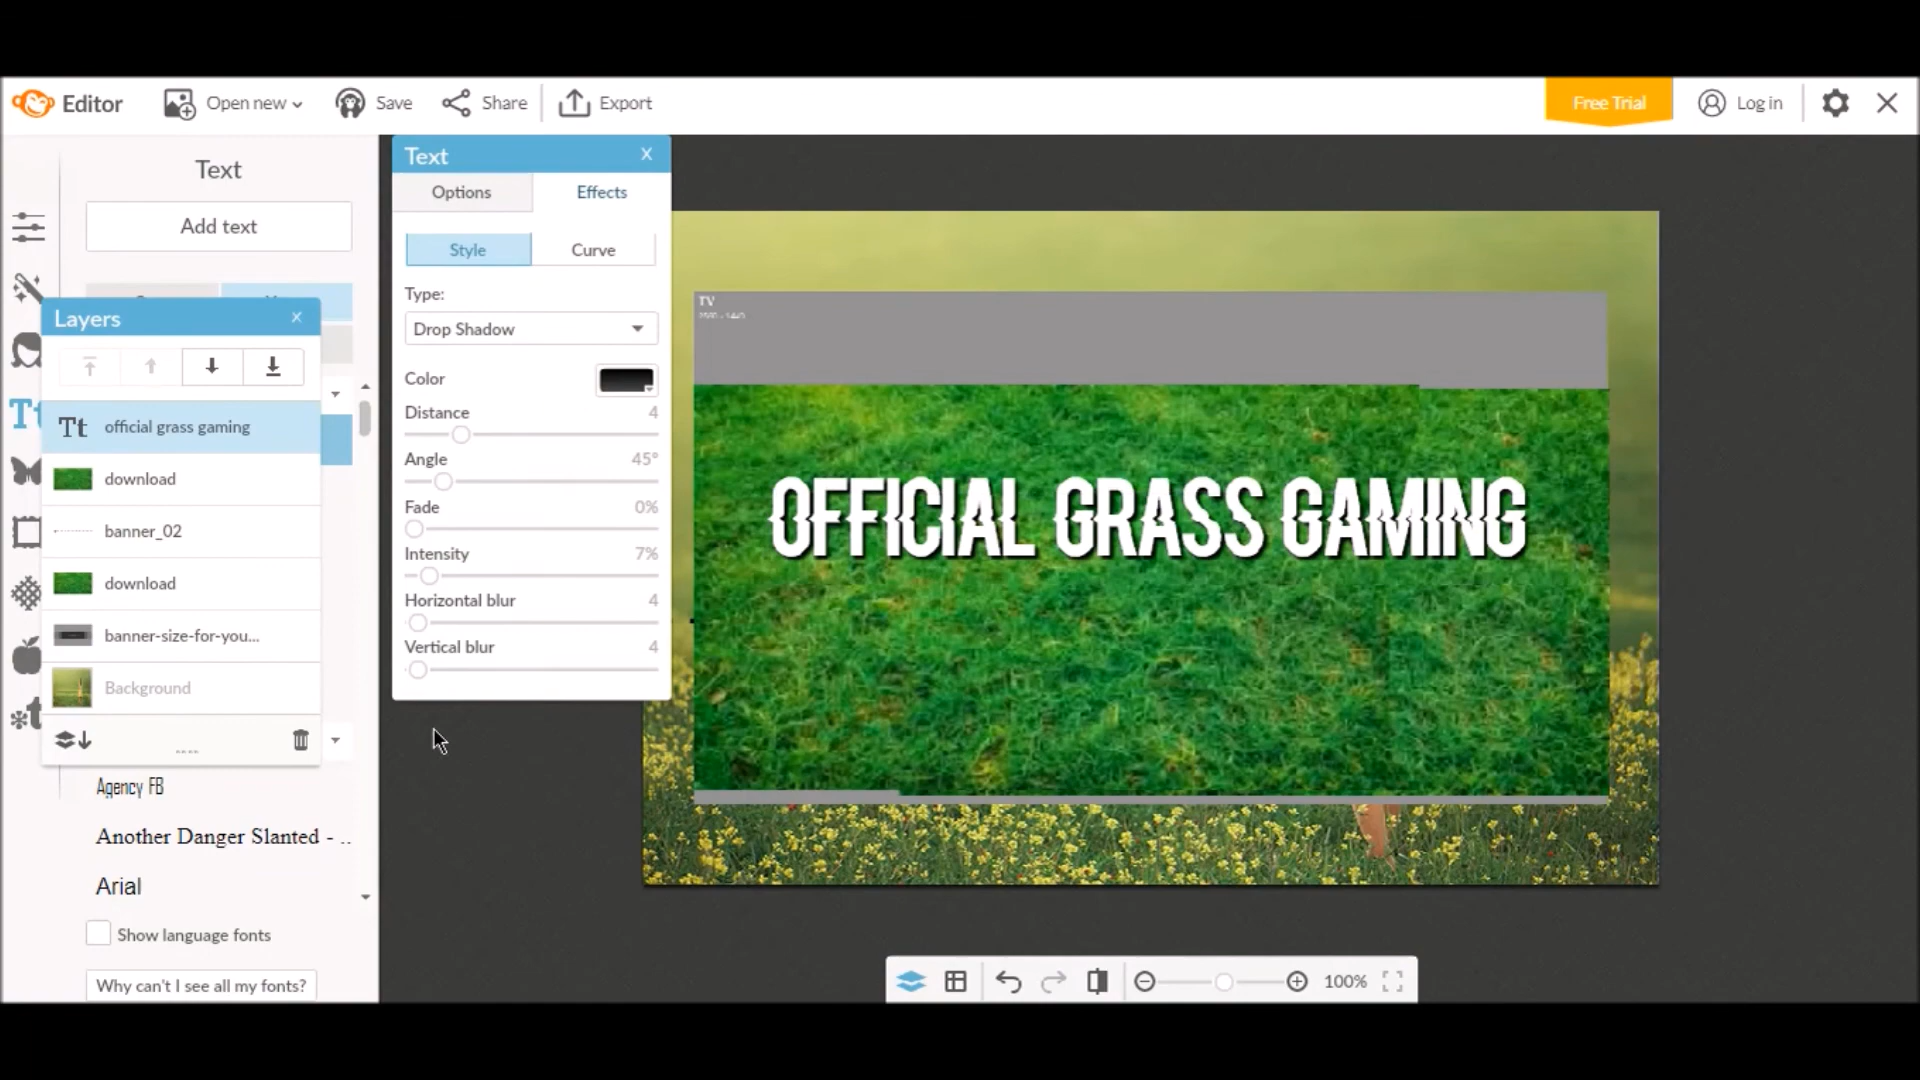 Editor
Open new
Save
Share
Export
Free Trial
Log in
Text
Add text
Layers
official grass gaming
download
banner_02
download
banner-size-for-you...
Background
Agency FB
Another Danger Slanted - ..
Arial
Show language fonts
Why can't I see all my fonts?
Text
X
Options
Effects
Style
Curve
Type:
Drop Shadow
Color
Distance 4
Angle 45°
Fade 0%
Intensity 7%
Horizontal blur 4
Vertical blur 4
TV
OFFICIAL GRASS GAMING
100%